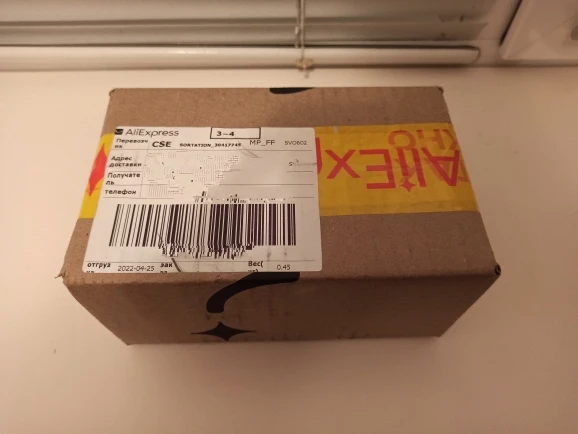 AliExpress
3-4
Перевозч
ик
CSE
SORTATION_30417745
MP_FF
SVO602
Адрес
доставки
Получате
ль
телефон
отгруз
2022-04-25
зак
Вес(
0.45
AliExp